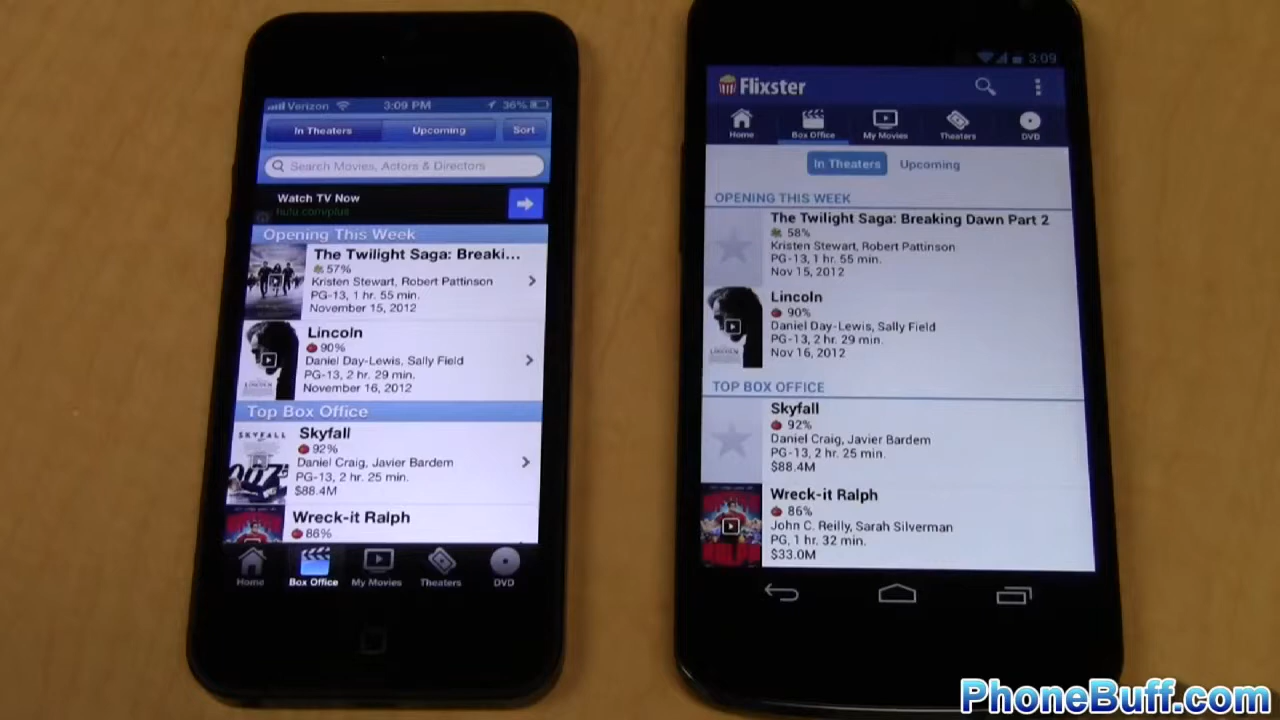 Verizon 3:09 PM 36%
In Theaters Upcoming Sort
Search Movies, Actors & Directors
Watch TV Now
hulu.com/plus
Opening This Week
The Twilight Saga: Breaki...
57%
Kristen Stewart, Robert Pattinson
PG-13, 1 hr. 55 min.
November 15, 2012
Lincoln
90%
Daniel Day-Lewis, Sally Field
PG-13, 2 hr. 29 min.
November 16, 2012
Top Box Office
SKYFALL
007
Skyfall
92%
Daniel Craig, Javier Bardem
PG-13, 2 hr. 25 min.
$88.4M
Wreck-it Ralph
86%
Home Box Office My Movies Theaters DVD
3:09
Flixster
Home Box Office My Movies Theaters DVD
In Theaters Upcoming
OPENING THIS WEEK
The Twilight Saga: Breaking Dawn Part 2
58%
Kristen Stewart, Robert Pattinson
PG-13, 1 hr. 55 min.
Nov 15, 2012
Lincoln
90%
Daniel Day-Lewis, Sally Field
PG-13, 2 hr. 29 min.
Nov 16, 2012
LINCOLN
TOP BOX OFFICE
Skyfall
92%
Daniel Craig, Javier Bardem
PG-13, 2 hr. 25 min.
$88.4M
Wreck-it Ralph
86%
John C. Reilly, Sarah Silverman
PG, 1 hr. 32 min.
$33.0M
PhoneBuff.com